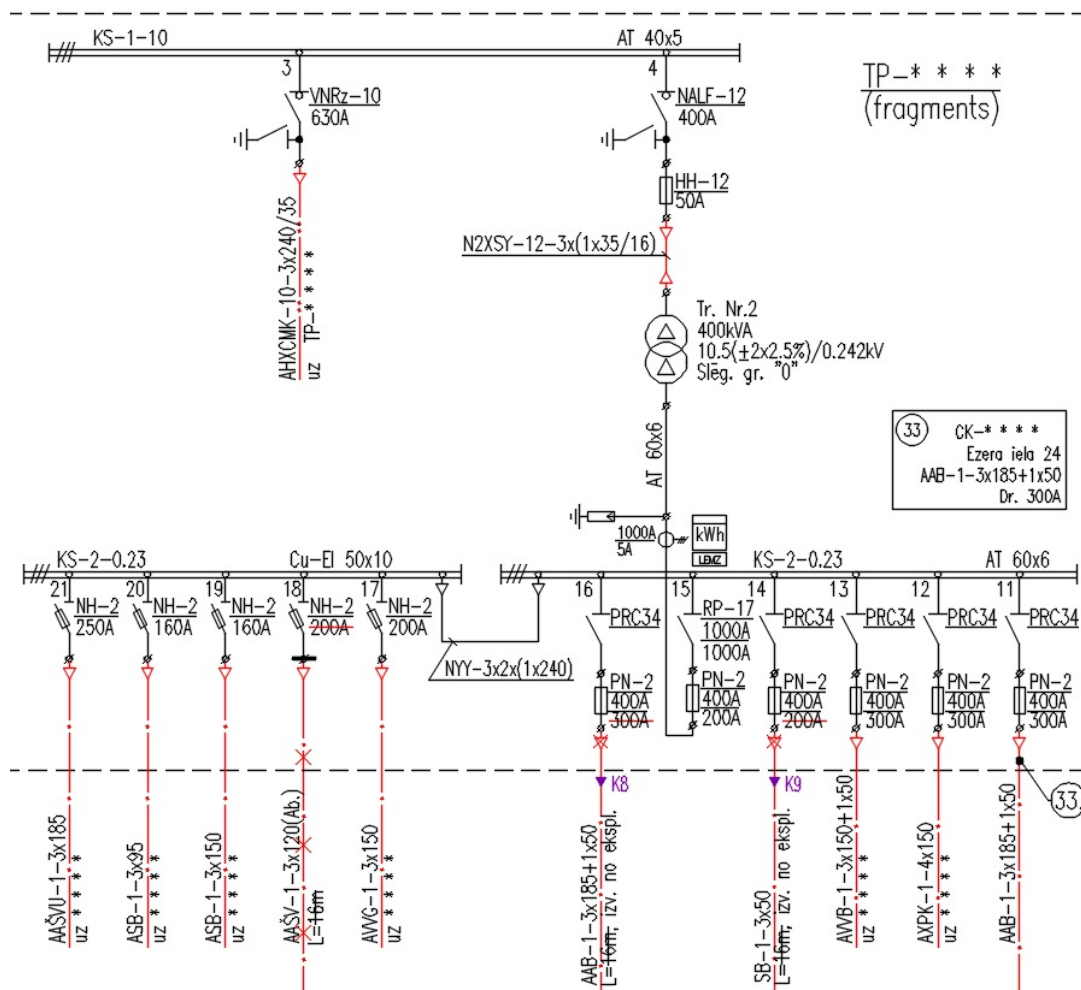 KS-1-10
AT 40x5
TP-* * * *
(fragments)
3
4
VNRz-10
630A
NALF-12
400A
HH-12
50A
AHXCMK-10-3x240/35
uz TP-* * * *
N2XSY-12-3x(1x35/16)
Tr. Nr.2
400kVA
10.5(±2x2.5%)/0.242kV
Slēg. gr. "0"
AT 60x6
33
CK-* * * *
Ezera iela 24
AAB-1-3x185+1x50
Dr. 300A
1000A
5A
kWh
LEMZ
KS-2-0.23
Cu-El 50x10
KS-2-0.23
AT 60x6
21
NH-2
250A
20
NH-2
160A
19
NH-2
160A
18
NH-2
200A
17
NH-2
200A
NYY-3x2x(1x240)
16
PRC34
PN-2
400A
300A
15
RP-17
1000A
1000A
PN-2
400A
200A
14
PRC34
PN-2
400A
200A
13
PRC34
PN-2
400A
300A
12
PRC34
PN-2
400A
300A
11
PN-2
400A
300A
K8
K9
33
AAŠVU-1-3x185
uz * * * *
ASB-1-3x95
uz * * * *
ASB-1-3x150
uz * * * *
AAŠV-1-3x120(Ab.)
L=16m
AVVG-1-3x150
uz * * * *
AAB-1-3x185+1x50
L=16m, izv. no ekspl.
SB-1-3x50
L=16m, izv. no ekspl.
AVVB-1-3x150+1x50
uz * * * *
AXPK-1-4x150
uz * * * *
AAB-1-3x185+1x50